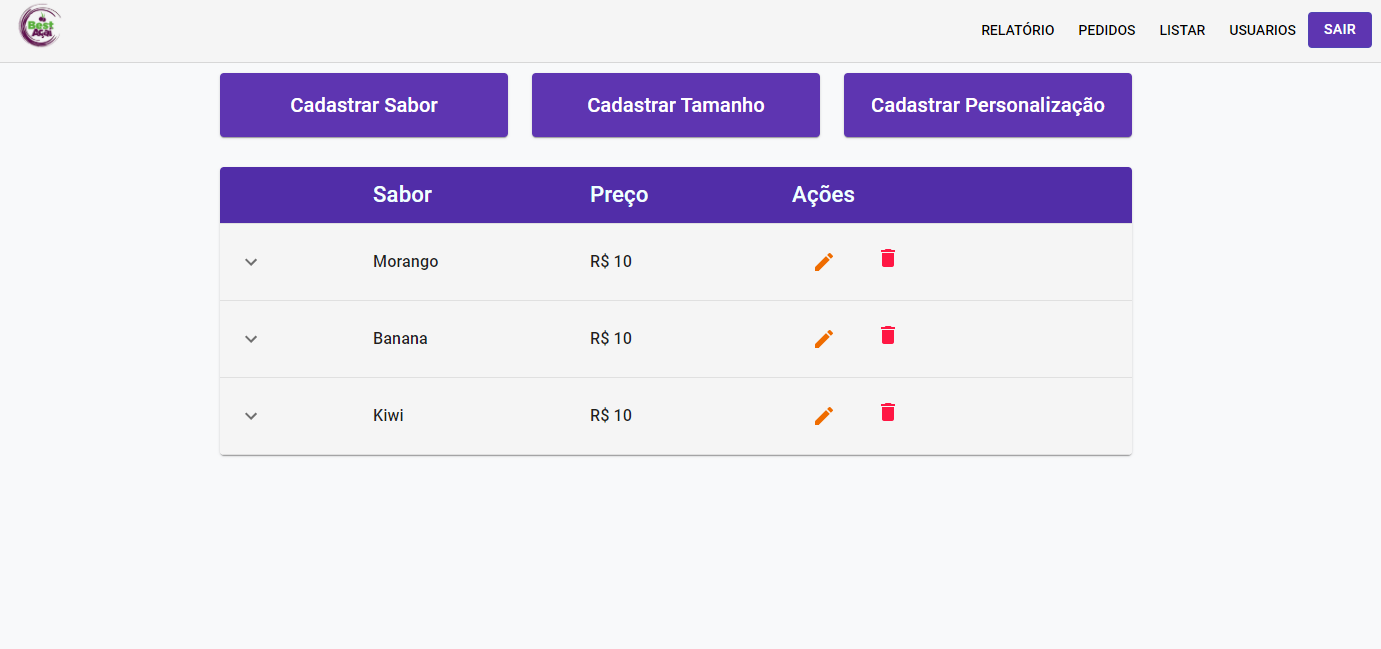 Best
Açaí
RELATÓRIO PEDIDOS LISTAR USUARIOS SAIR
Cadastrar Sabor Cadastrar Tamanho Cadastrar Personalização
Sabor Preço Ações
Morango R$ 10
Banana R$ 10
Kiwi R$ 10